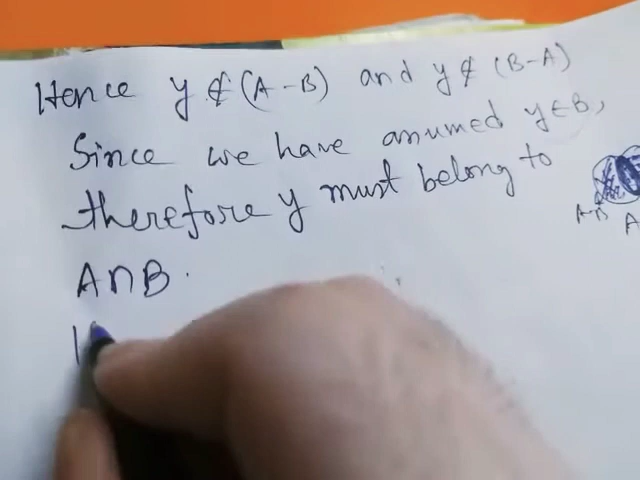 Hence y ∉ (A - B) and y ∉ (B-A)
Since we have assumed y∈B,
therefore y must belong to
A∩B.
A-B
A